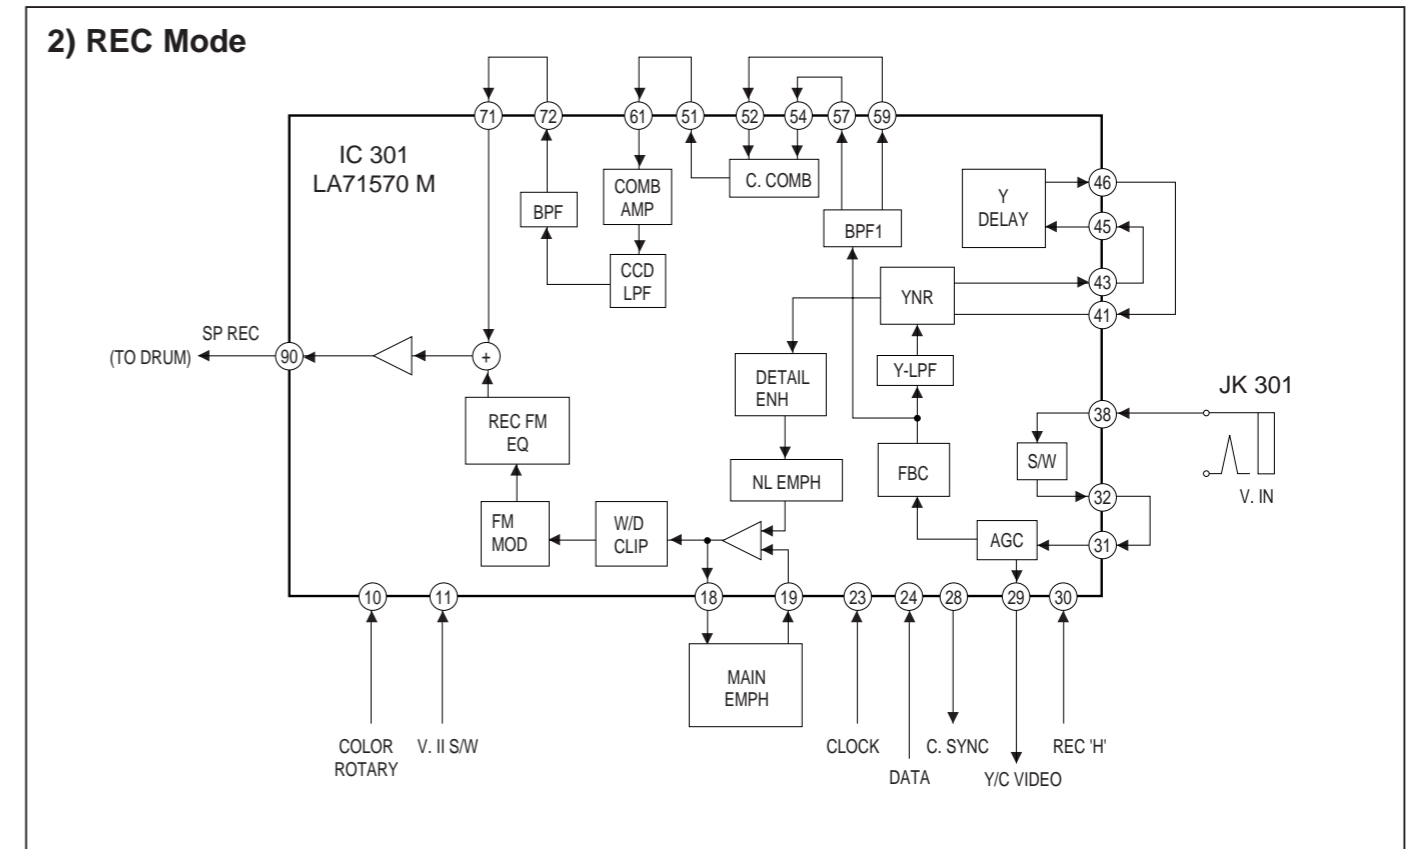 2) REC Mode
71
72
61
51
52
54
57
59
IC 301
LA71570 M
COMB
AMP
C. COMB
Y
DELAY
46
45
BPF
BPF1
CCD
LPF
YNR
43
41
SP REC
(TO DRUM)
90
+
Y-LPF
DETAIL
ENH
JK 301
REC FM
EQ
38
S/W
FBC
NL EMPH
32
V. IN
FM
MOD
W/D
CLIP
AGC
31
10
11
18
19
23
24
28
29
30
MAIN
EMPH
COLOR
ROTARY
V. II S/W
CLOCK
DATA
C. SYNC
Y/C VIDEO
REC 'H'